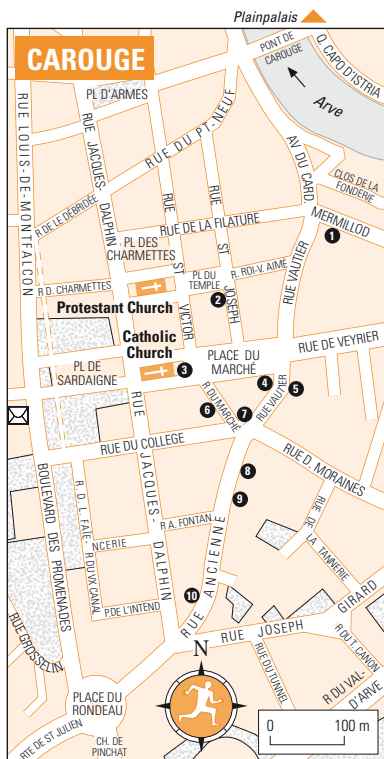 Plainpalais
CAROUGE
PONT DE
CAROUGE
Q. CAPO D'ISTRIA
Arve
PL D'ARMES
RUE LOUIS-DE-MONTFALCON
RUE JACQUES-DALPHIN
RUE DU PT-NEUF
AV. DU CARD.
MERMILLOD
CLOS DE LA
FONDERIE
R DE LE DÉBRIDÉE
RUE DE LA FILATURE
1
PL DES
CHARMETTES
RUE ST VICTOR
RUE ST JOSEPH
PL DU
TEMPLE
R. ROI-V. AIMÉ
RUE VAUTIER
R D. CHARMETTES
2
Protestant Church
Catholic
Church
3
PLACE DU
MARCHÉ
RUE DE VEYRIER
PL DE
SARDAIGNE
4
5
R. DU MARCHÉ
RUE VAUTIER
6
7
RUE DU COLLEGE
RUE D. MORAINES
RUE JACQUES-DALPHIN
8
9
BOULEVARD DES PROMENADES
R. D. L. FAÏE-
NCERIE
R DU VX CANAL
R A. FONTAN
RUE ANCIENNE
RUE DE LA TANNERIE
10
P. DE L'INTEND
RUE JOSEPH GIRARD
RUE GROSSELIN
N
RUE DU TUNNEL
R DU T. CANON
R DU VAL-
D'ARVE
PLACE DU
RONDEAU
RTE DE ST JULIEN
CH. DE
PINCHAT
0 100 m